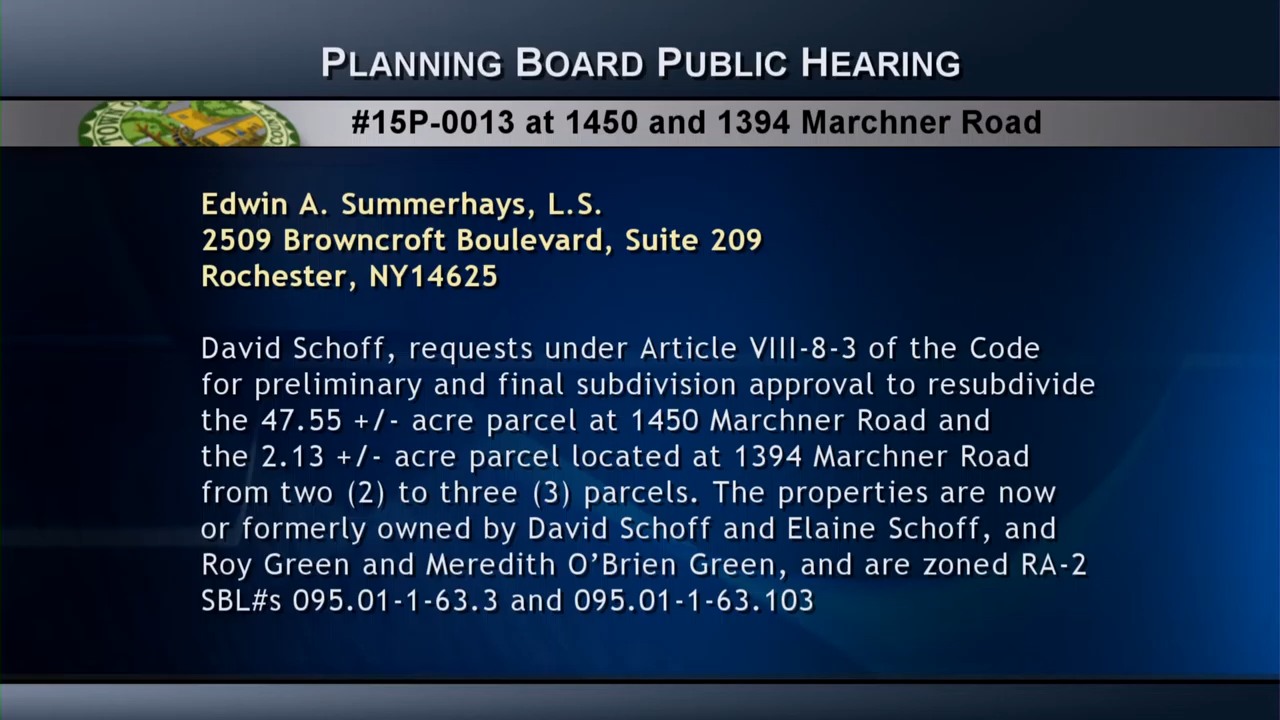 PLANNING BOARD PUBLIC HEARING
TOWN O
COUNTY
#15P-0013 at 1450 and 1394 Marchner Road
Edwin A. Summerhays, L.S.
2509 Browncroft Boulevard, Suite 209
Rochester, NY14625
David Schoff, requests under Article VIII-8-3 of the Code
for preliminary and final subdivision approval to resubdivide
the 47.55 +/- acre parcel at 1450 Marchner Road and
the 2.13 +/- acre parcel located at 1394 Marchner Road
from two (2) to three (3) parcels. The properties are now
or formerly owned by David Schoff and Elaine Schoff, and
Roy Green and Meredith O’Brien Green, and are zoned RA-2
SBL#s 095.01-1-63.3 and 095.01-1-63.103